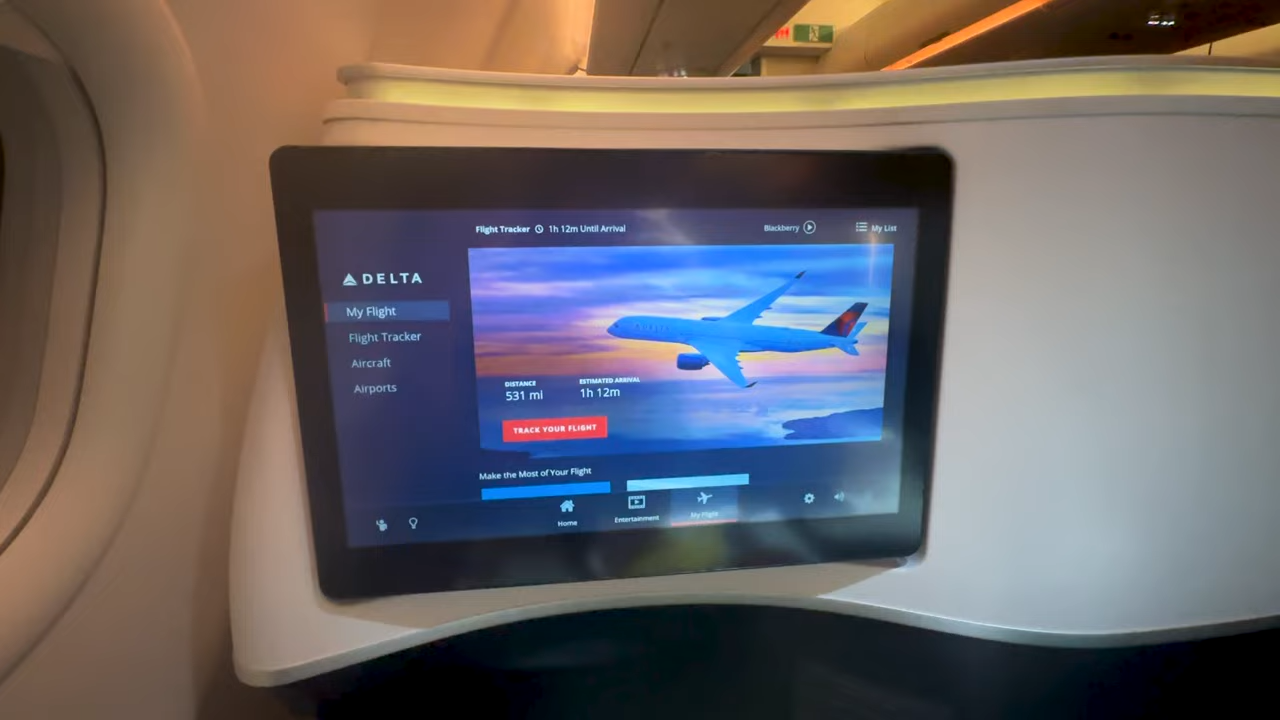 Flight Tracker 1h 12m Until Arrival
Blackberry
My List
DELTA
My Flight
Flight Tracker
Aircraft
Airports
DISTANCE
531 mi
ESTIMATED ARRIVAL
1h 12m
TRACK YOUR FLIGHT
Make the Most of Your Flight
Home
Entertainment
My Flight